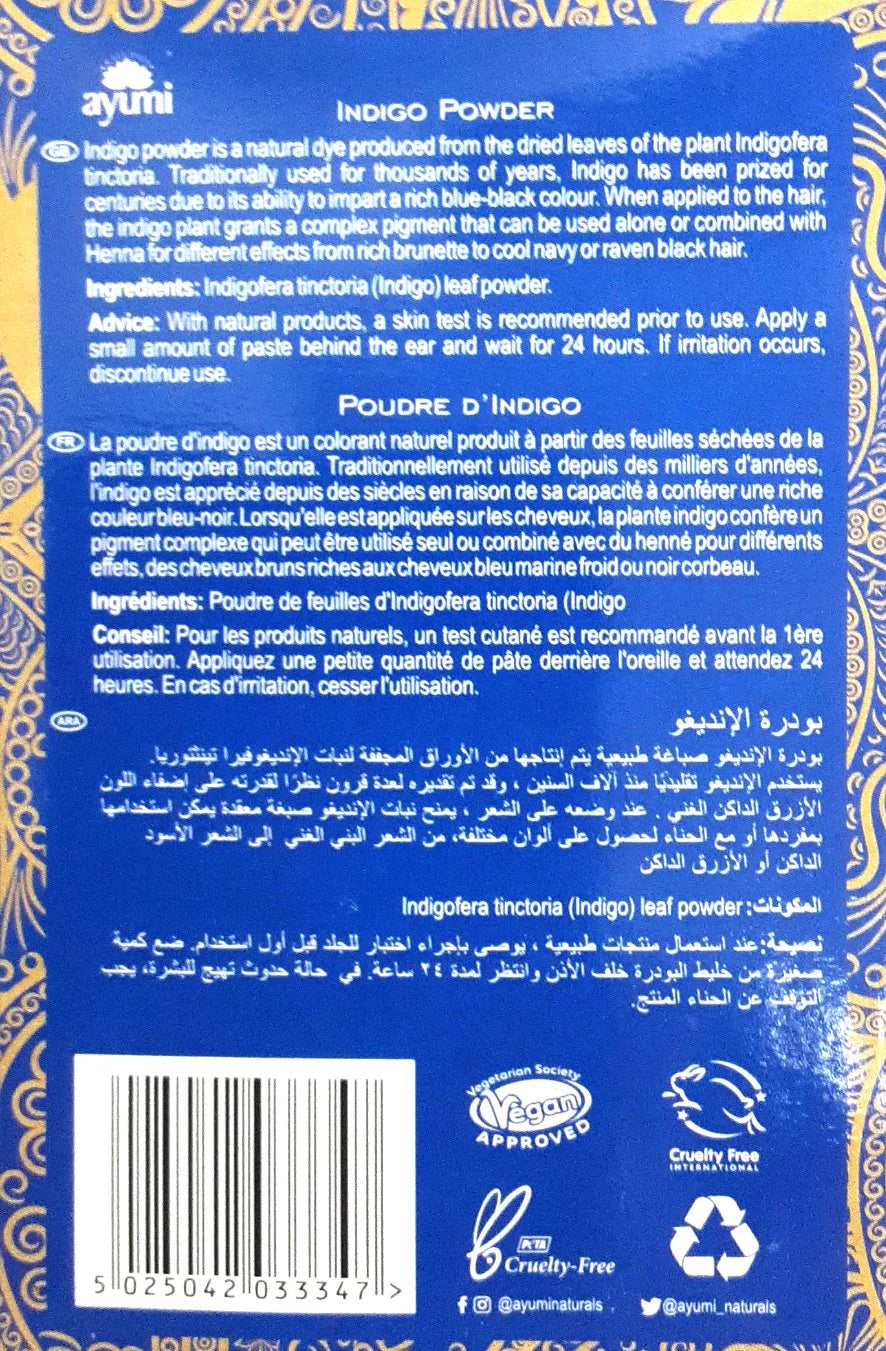 ayumi
INDIGO POWDER
GB Indigo powder is a natural dye produced from the dried leaves of the plant Indigofera
tinctoria. Traditionally used for thousands of years, Indigo has been prized for
centuries due to its ability to impart a rich blue-black colour. When applied to the hair,
the indigo plant grants a complex pigment that can be used alone or combined with
Henna for different effects from rich brunette to cool navy or raven black hair.
Ingredients: Indigofera tinctoria (Indigo) leaf powder.
Advice: With natural products, a skin test is recommended prior to use. Apply a
small amount of paste behind the ear and wait for 24 hours. If irritation occurs,
discontinue use.
POUDRE D'INDIGO
FR La poudre d'indigo est un colorant naturel produit à partir des feuilles séchées de la
plante Indigofera tinctoria. Traditionnellement utilisé depuis des milliers d'années,
l'indigo est apprécié depuis des siècles en raison de sa capacité à conférer une riche
couleur bleu-noir. Lorsqu'elle est appliquée sur les cheveux, la plante indigo confère un
pigment complexe qui peut être utilisé seul ou combiné avec du henné pour différents
effets, des cheveux bruns riches aux cheveux bleu marine froid ou noir corbeau.
Ingrédients: Poudre de feuilles d'Indigofera tinctoria (Indigo
Conseil: Pour les produits naturels, un test cutané est recommandé avant la 1ère
utilisation. Appliquez une petite quantité de pâte derrière l'oreille et attendez 24
heures. En cas d'irritation, cesser l'utilisation.
ARA بودرة الإنديغو
بودرة الإنديغو صباغة طبيعية يتم إنتاجها من الأوراق المجففة لنبات الإنديغوفيرا تينتتوريا.
يستخدم الإنديغو تقليديًا منذ آلاف السنين ، وقد تم تقديره لعدة قرون نظرًا لقدرته على إضفاء اللون
الأزرق الداكن الغني . عند وضعه على الشعر ، يمنح نبات الإنديغو صبغة معقدة يمكن استخدامها
بمفردها أو مع الحناء لحصول على ألوان مختلفة، من الشعر البني الغني إلى الشعر الأسود
الداكن أو الأزرق الداكن
المكونات: Indigofera tinctoria (Indigo) leaf powder
نصيحة: عند استعمال منتجات طبيعية ، يوصى بإجراء اختبار للجلد قبل أول استخدام. ضع كمية
صغيرة من خليط البودرة خلف الأذن وانتظر لمدة ٢٤ ساعة. في حالة حدوث تهيج للبشرة، يجب
التوقف عن الحناء المنتج.
Vegetarian Society
Vegan
APPROVED
Cruelty Free
INTERNATIONAL
PETA
Cruelty-Free
@ayuminaturals
@ayumi_naturals
5 025042 033347 >